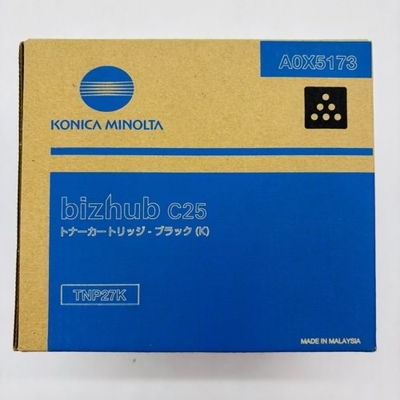 A0X5173
KONICA MINOLTA
bizhub C25
トナーカートリッジ - ブラック (K)
TNP27K
MADE IN MALAYSIA